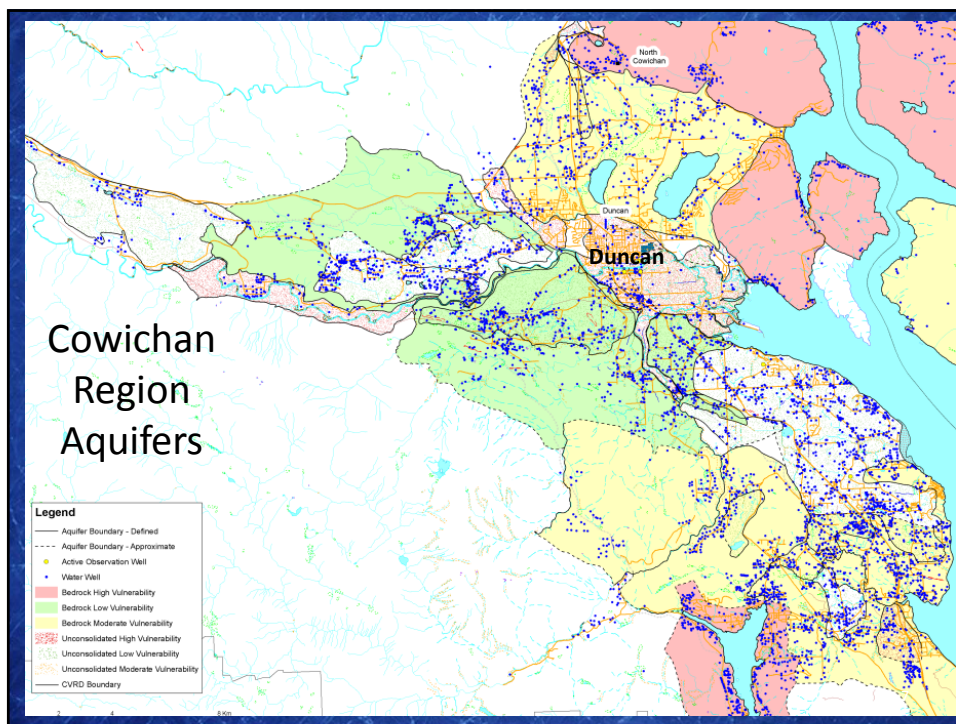 North
Cowichan
Duncan
Duncan
Cowichan
Region
Aquifers
Legend
Aquifer Boundary - Defined
Aquifer Boundary - Approximate
Active Observation Well
Water Well
Bedrock High Vulnerability
Bedrock Low Vulnerability
Bedrock Moderate Vulnerability
Unconsolidated High Vulnerability
Unconsolidated Low Vulnerability
Unconsolidated Moderate Vulnerability
CVRD Boundary
2 4 8 Km